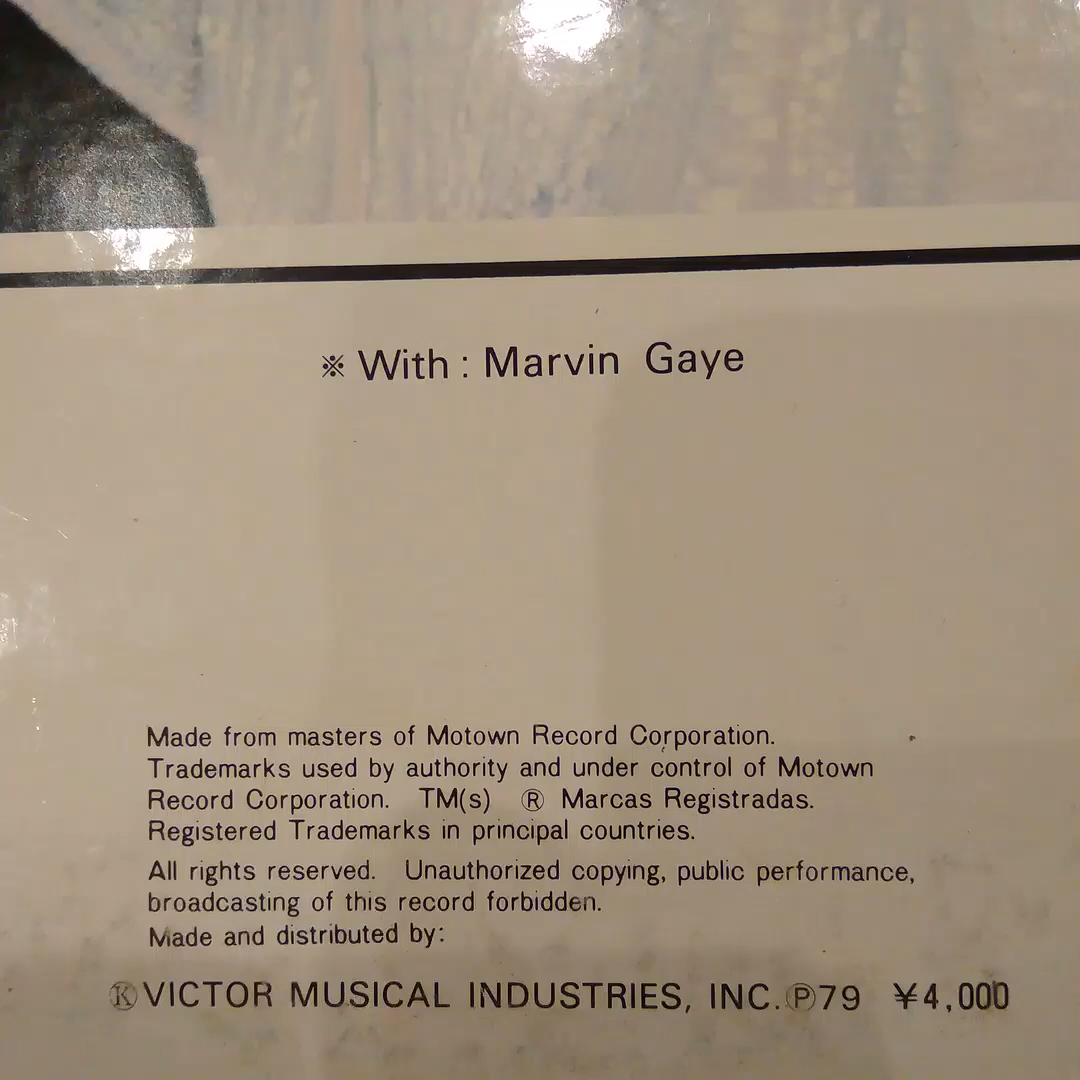 ※ With : Marvin Gaye
Made from masters of Motown Record Corporation.
Trademarks used by authority and under control of Motown
Record Corporation. TM(s) ® Marcas Registradas.
Registered Trademarks in principal countries.
All rights reserved. Unauthorized copying, public performance,
broadcasting of this record forbidden.
Made and distributed by:
Ⓚ VICTOR MUSICAL INDUSTRIES, INC. Ⓟ79 ¥4,000